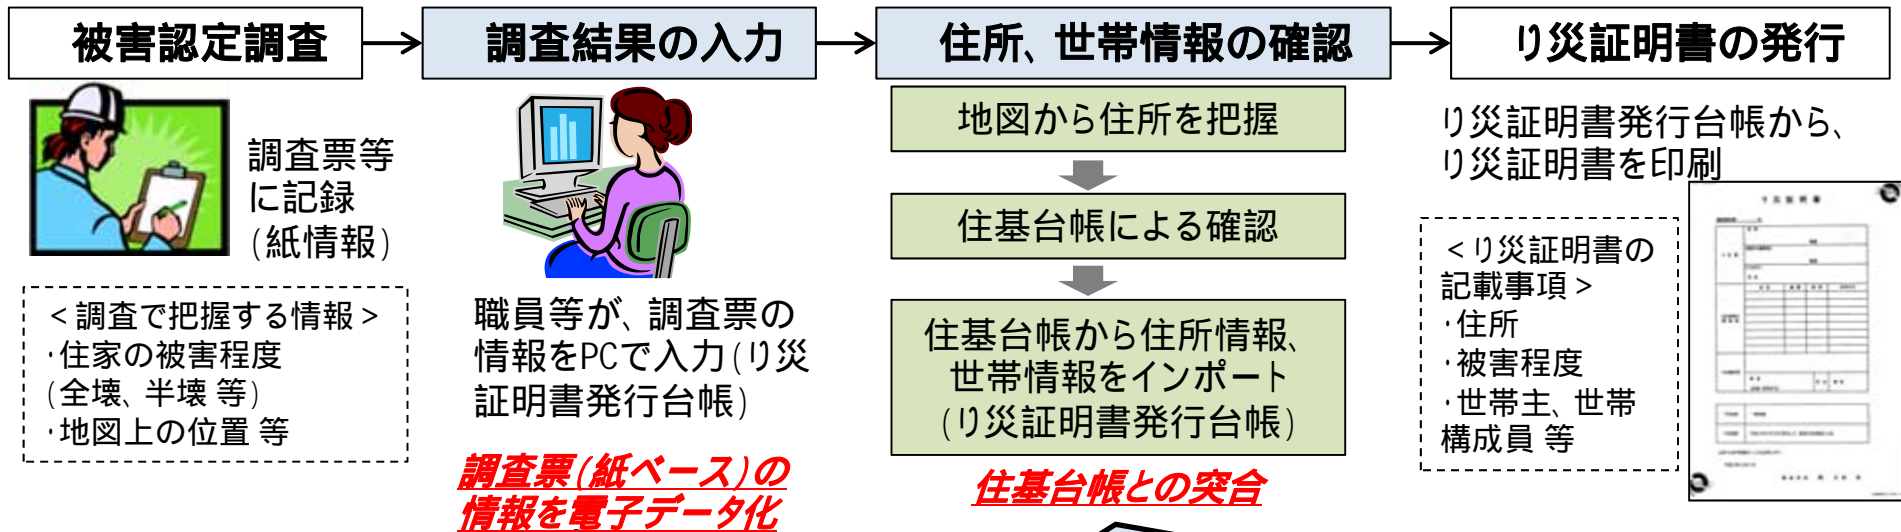 被害認定調査
調査結果の入力
住所、世帯情報の確認
り災証明書の発行
調査票等
に記録
(紙情報)
<調査で把握する情報>
・住家の被害程度
(全壊、半壊 等)
・地図上の位置 等
職員等が、調査票の
情報をPCで入力(り災
証明書発行台帳)
調査票(紙ベース)の
情報を電子データ化
地図から住所を把握
住基台帳による確認
住基台帳から住所情報、
世帯情報をインポート
(り災証明書発行台帳)
住基台帳との突合
り災証明書発行台帳から、
り災証明書を印刷
<り災証明書の
記載事項>
・住所
・被害程度
・世帯主、世帯
構成員 等
り災証明書